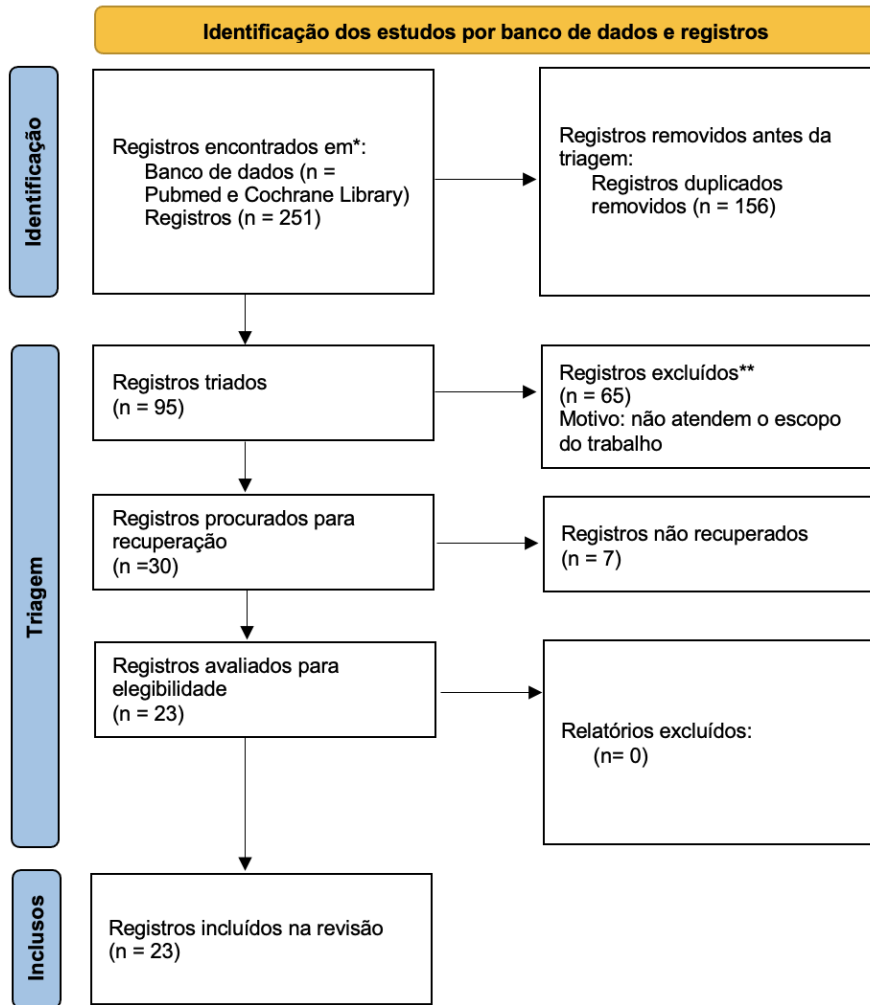 Identificação dos estudos por banco de dados e registros
Identificação
Registros encontrados em*:
Banco de dados (n =
Pubmed e Cochrane Library)
Registros (n = 251)
Registros removidos antes da
triagem:
Registros duplicados
removidos (n = 156)
Triagem
Registros triados
(n = 95)
Registros excluídos**
(n = 65)
Motivo: não atendem o escopo
do trabalho
Registros procurados para
recuperação
(n =30)
Registros não recuperados
(n = 7)
Registros avaliados para
elegibilidade
(n = 23)
Relatórios excluídos:
(n= 0)
Inclusos
Registros incluídos na revisão
(n = 23)